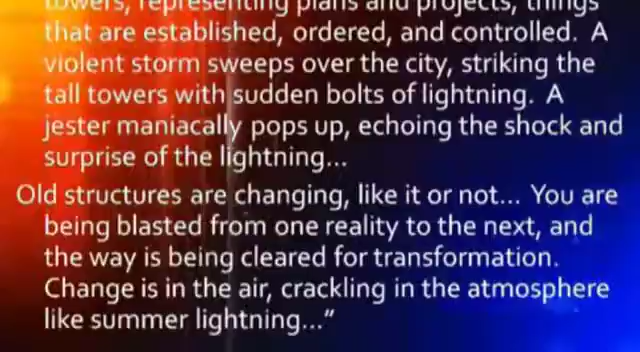 towers, representing plans and projects, things
that are established, ordered, and controlled. A
violent storm sweeps over the city, striking the
tall towers with sudden bolts of lightning. A
jester maniacally pops up, echoing the shock and
surprise of the lightning...
Old structures are changing, like it or not... You are
being blasted from one reality to the next, and
the way is being cleared for transformation.
Change is in the air, crackling in the atmosphere
like summer lightning...”